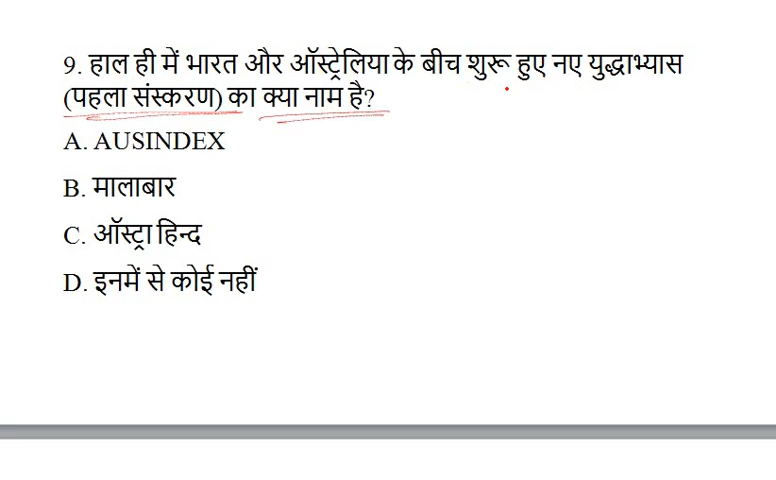 9. हाल ही में भारत और ऑस्ट्रेलिया के बीच शुरू हुए नए युद्धाभ्यास
(पहला संस्करण) का क्या नाम है?
A. AUSINDEX
B. मालाबार
C. ऑस्ट्रा हिन्द
D. इनमें से कोई नहीं